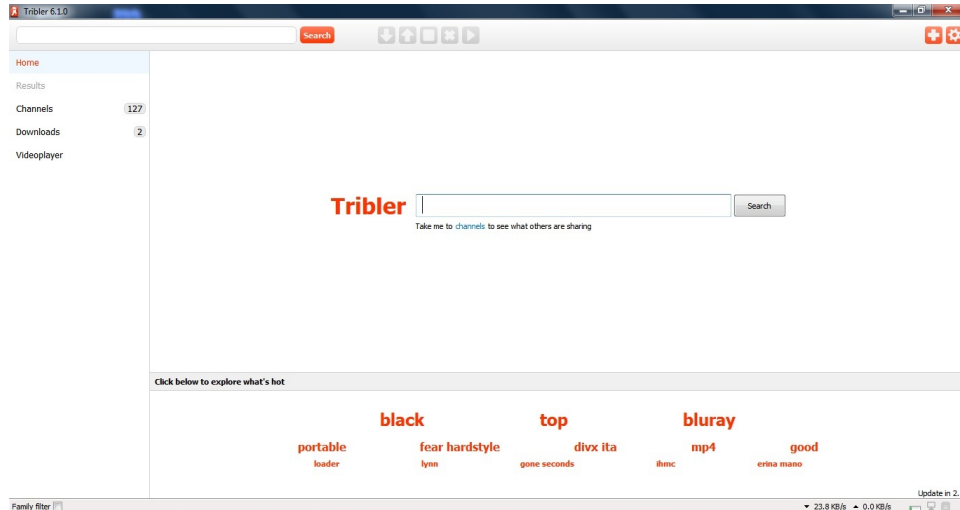 Tribler 6.1.0
Search
Home
Results
Channels 127
Downloads 2
Videoplayer
Tribler Search
Take me to channels to see what others are sharing
Click below to explore what's hot
black top bluray
portable fear hardstyle divx ita mp4 good
loader lynn gone seconds ihmc erina mano
Update in 2.
Family filter 23.8 KB/s 0.0 KB/s